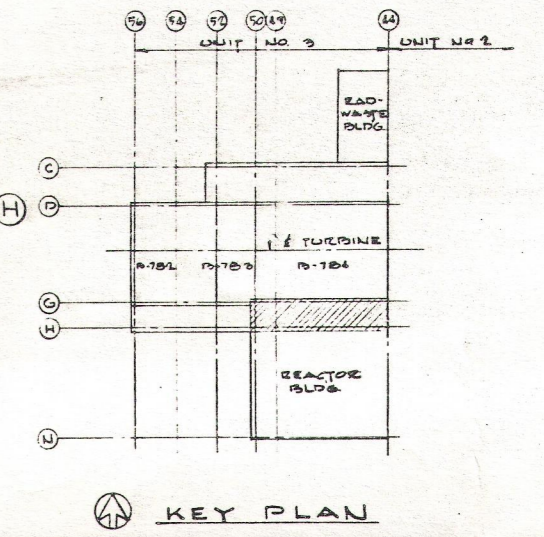 56 54 52 50 49 44
UNIT NO. 3 UNIT NO 2
RAD-
WASTE
BLDG.
C
H D
℄ TURBINE
B-782 B-783 B-784
G
H
REACTOR
BLDG.
N
KEY PLAN